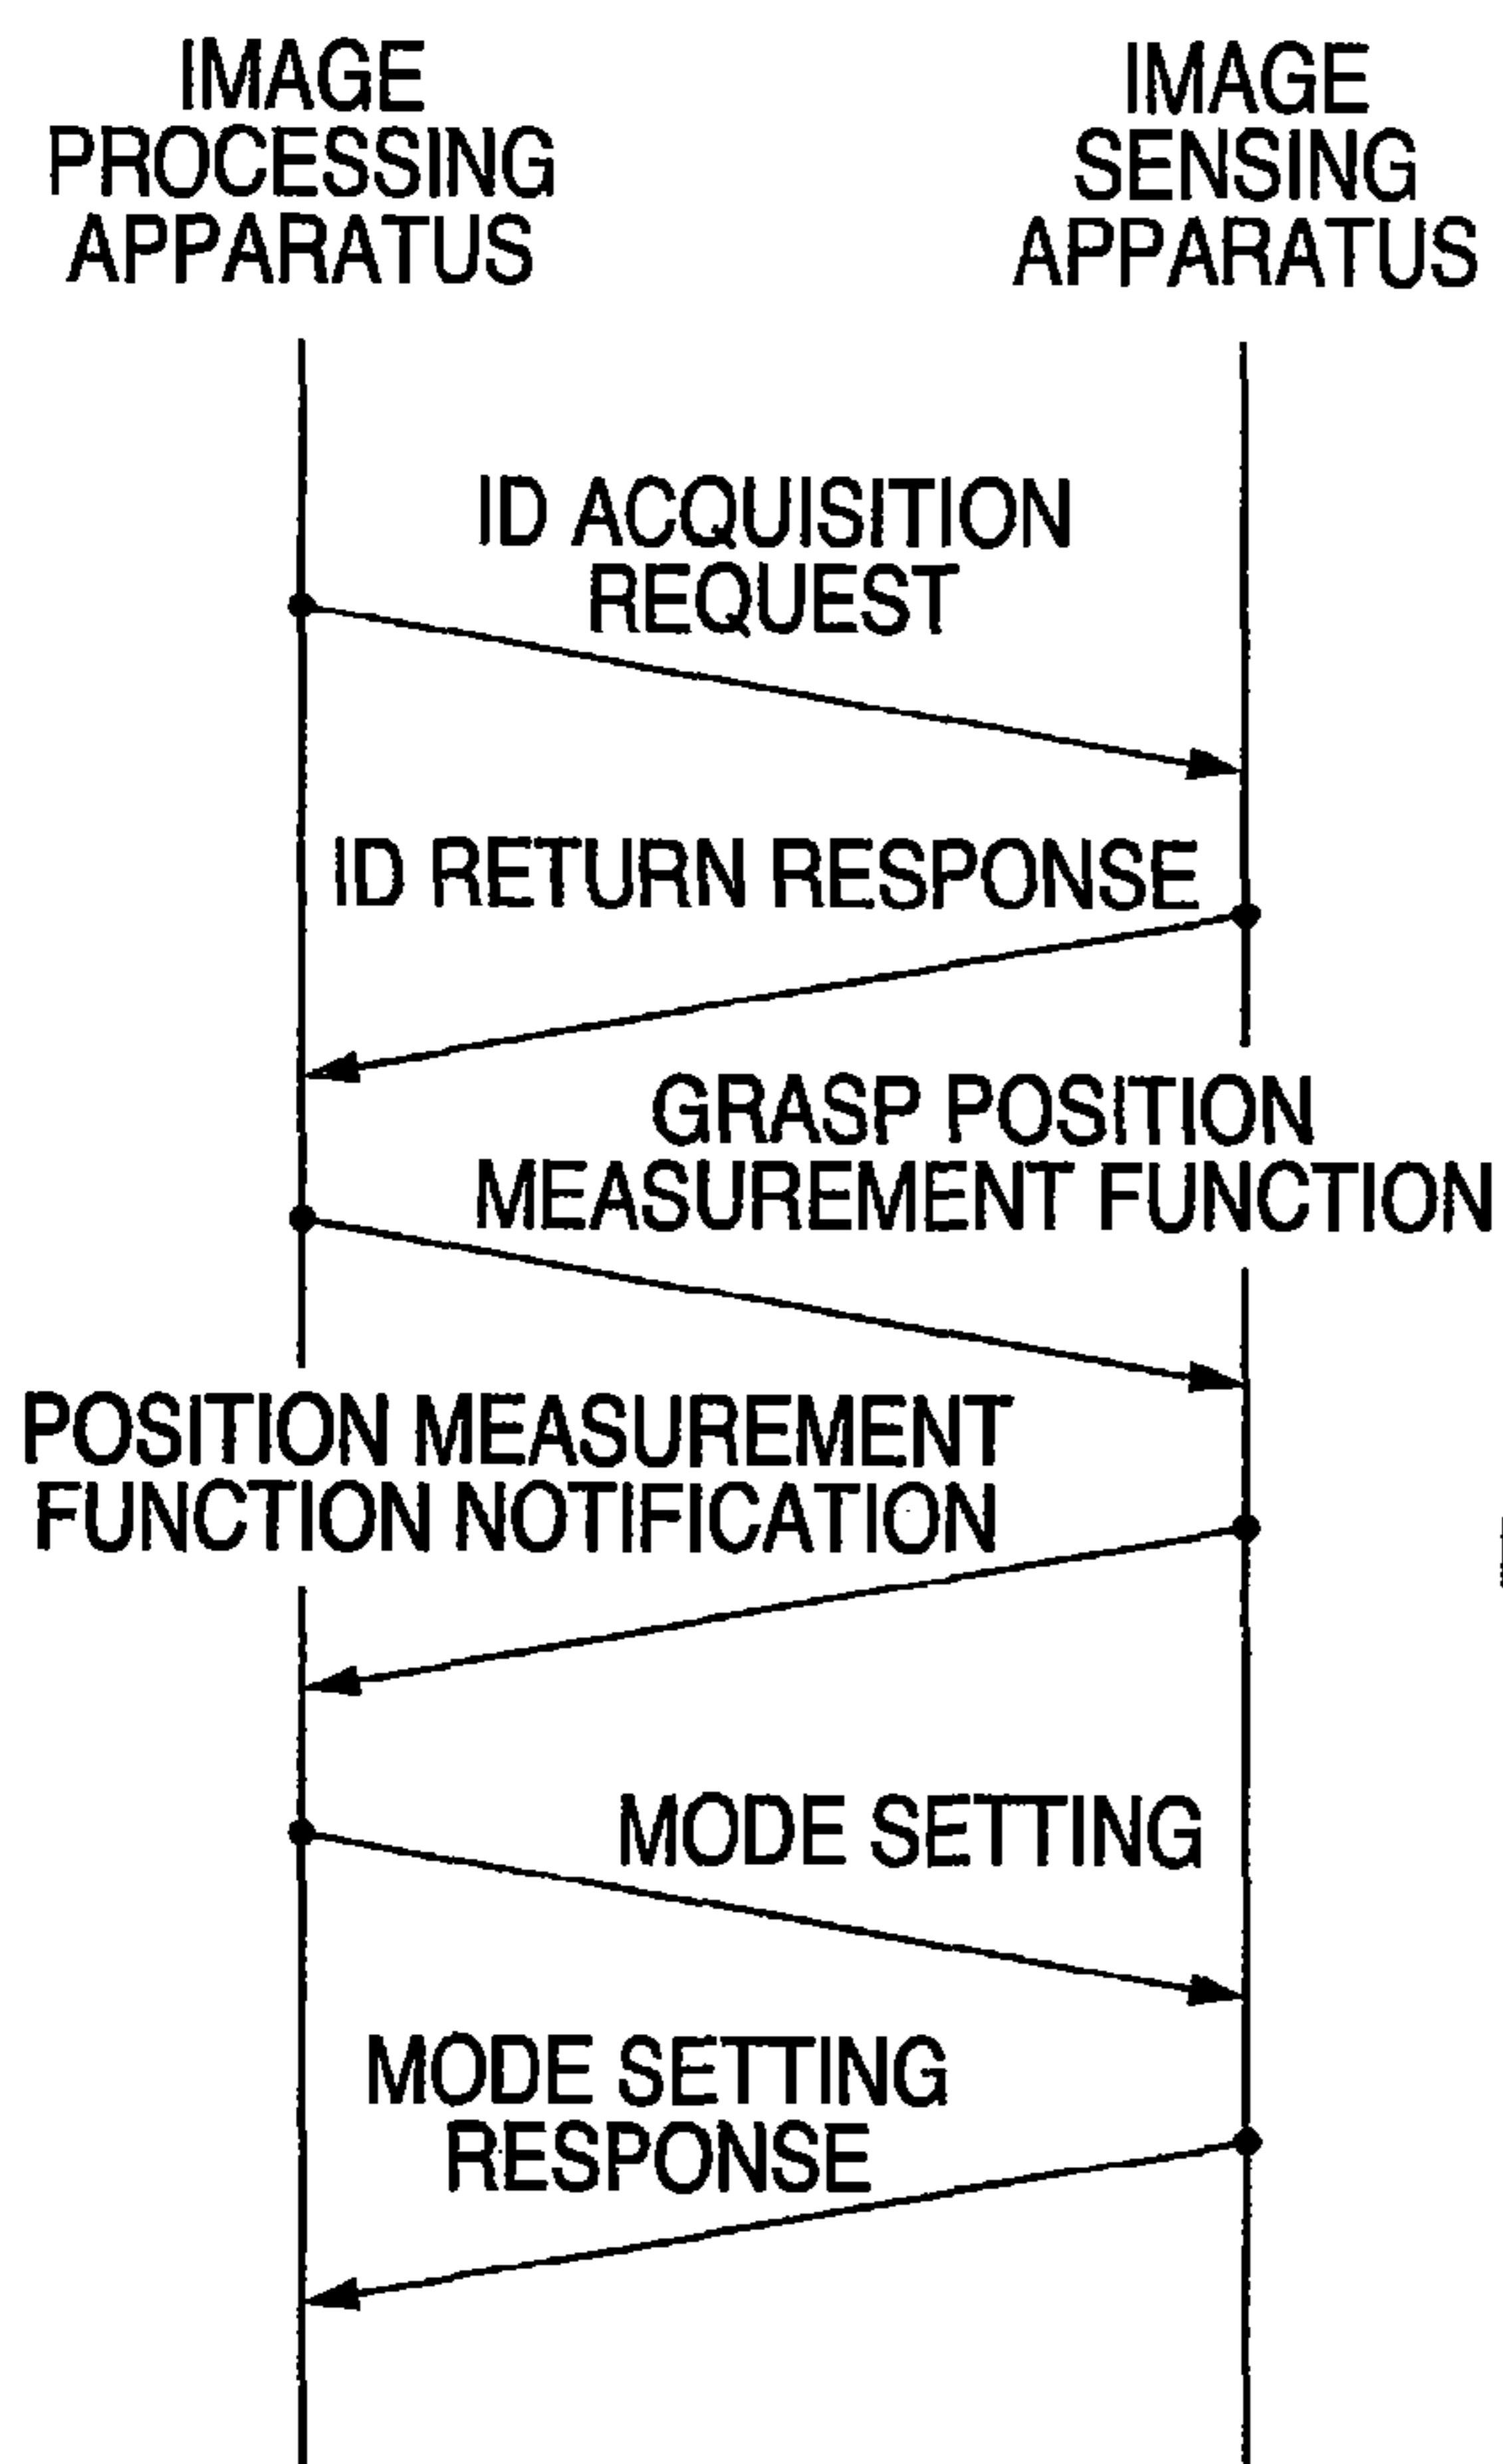 IMAGE
PROCESSING
APPARATUS
IMAGE
SENSING
APPARATUS
ID ACQUISITION
REQUEST
ID RETURN RESPONSE
GRASP POSITION
MEASUREMENT FUNCTION
POSITION MEASUREMENT
FUNCTION NOTIFICATION
MODE SETTING
MODE SETTING
RESPONSE